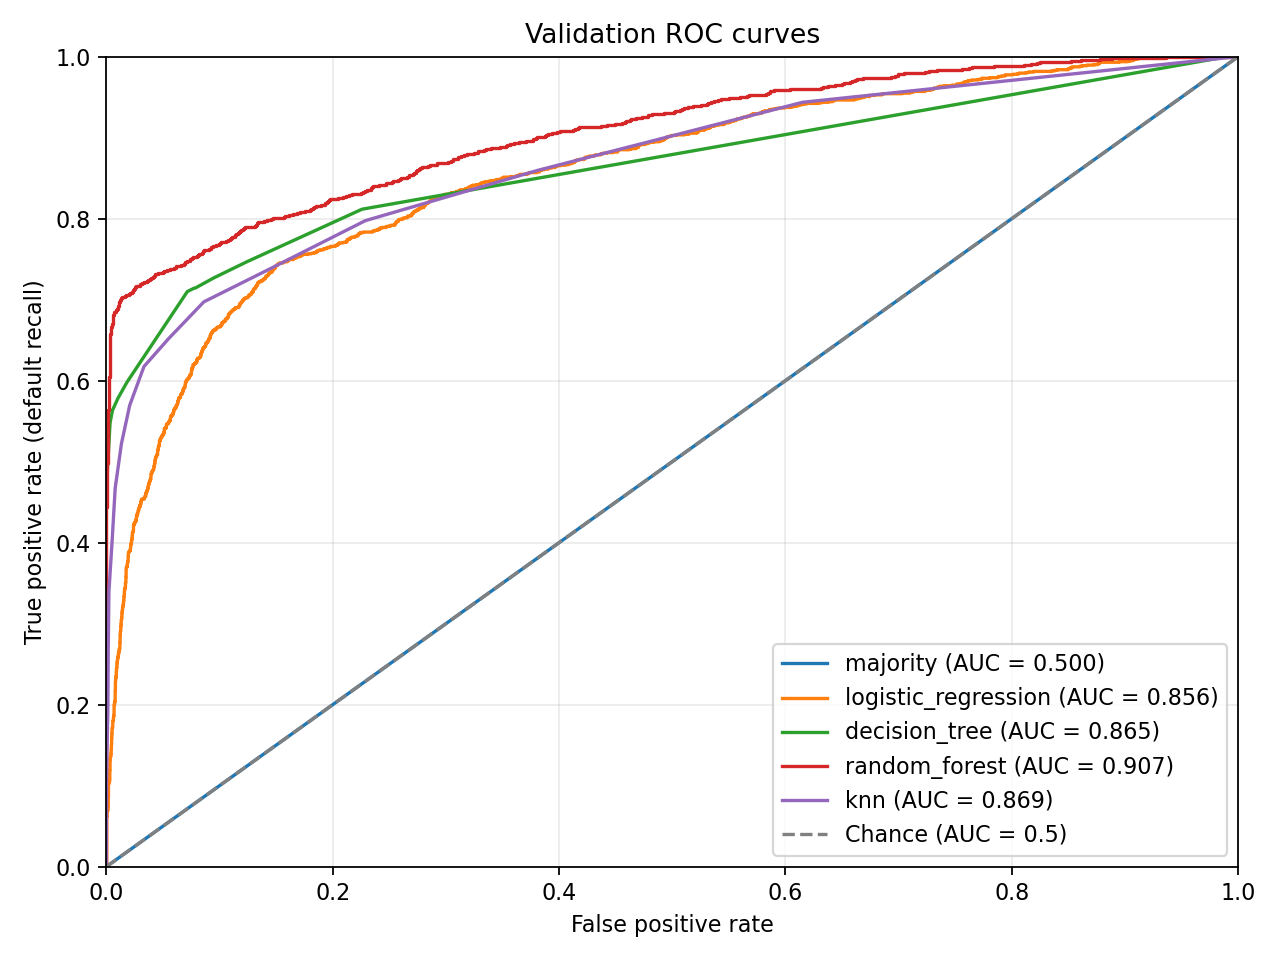 Validation ROC curves
1.0
0.8
0.6
0.4
0.2
0.0
True positive rate (default recall)
0.0 0.2 0.4 0.6 0.8 1.0
False positive rate
majority (AUC = 0.500)
logistic_regression (AUC = 0.856)
decision_tree (AUC = 0.865)
random_forest (AUC = 0.907)
knn (AUC = 0.869)
Chance (AUC = 0.5)